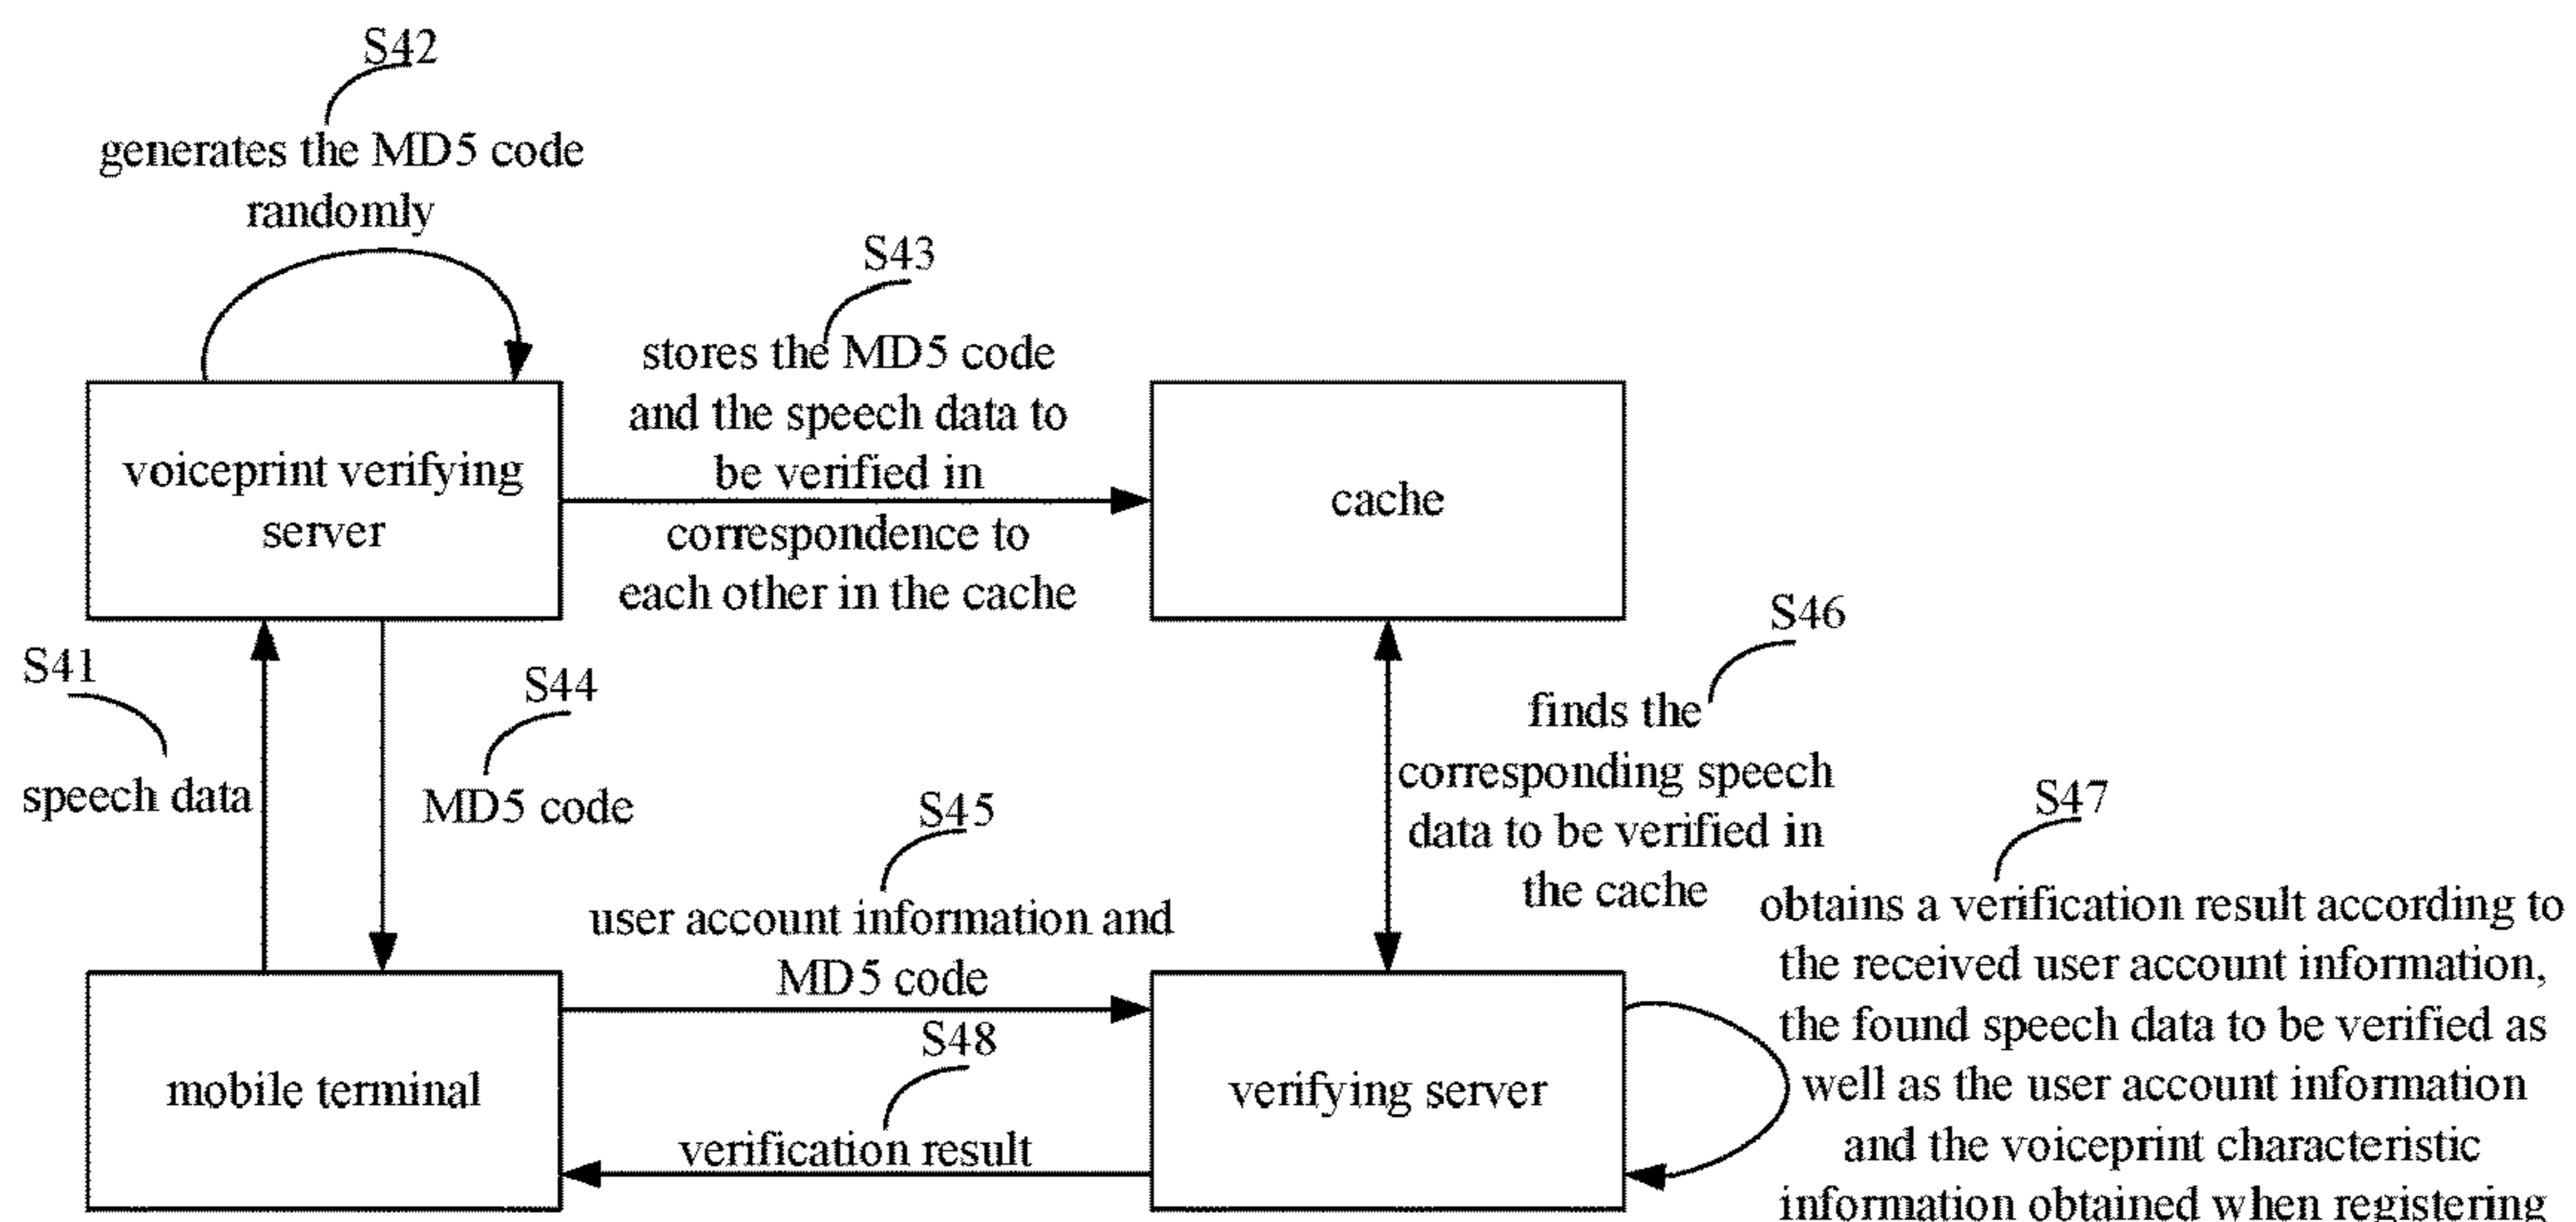 S42
generates the MD5 code
randomly
S43
stores the MD5 code
and the speech data to
be verified in
correspondence to
each other in the cache
voiceprint verifying
server
cache
S41
speech data
S44
MD5 code
S46
finds the
corresponding speech
data to be verified in
the cache
S45
user account information and
MD5 code
S47
obtains a verification result according to
the received user account information,
the found speech data to be verified as
well as the user account information
and the voiceprint characteristic
information obtained when registering
S48
verification result
mobile terminal
verifying server